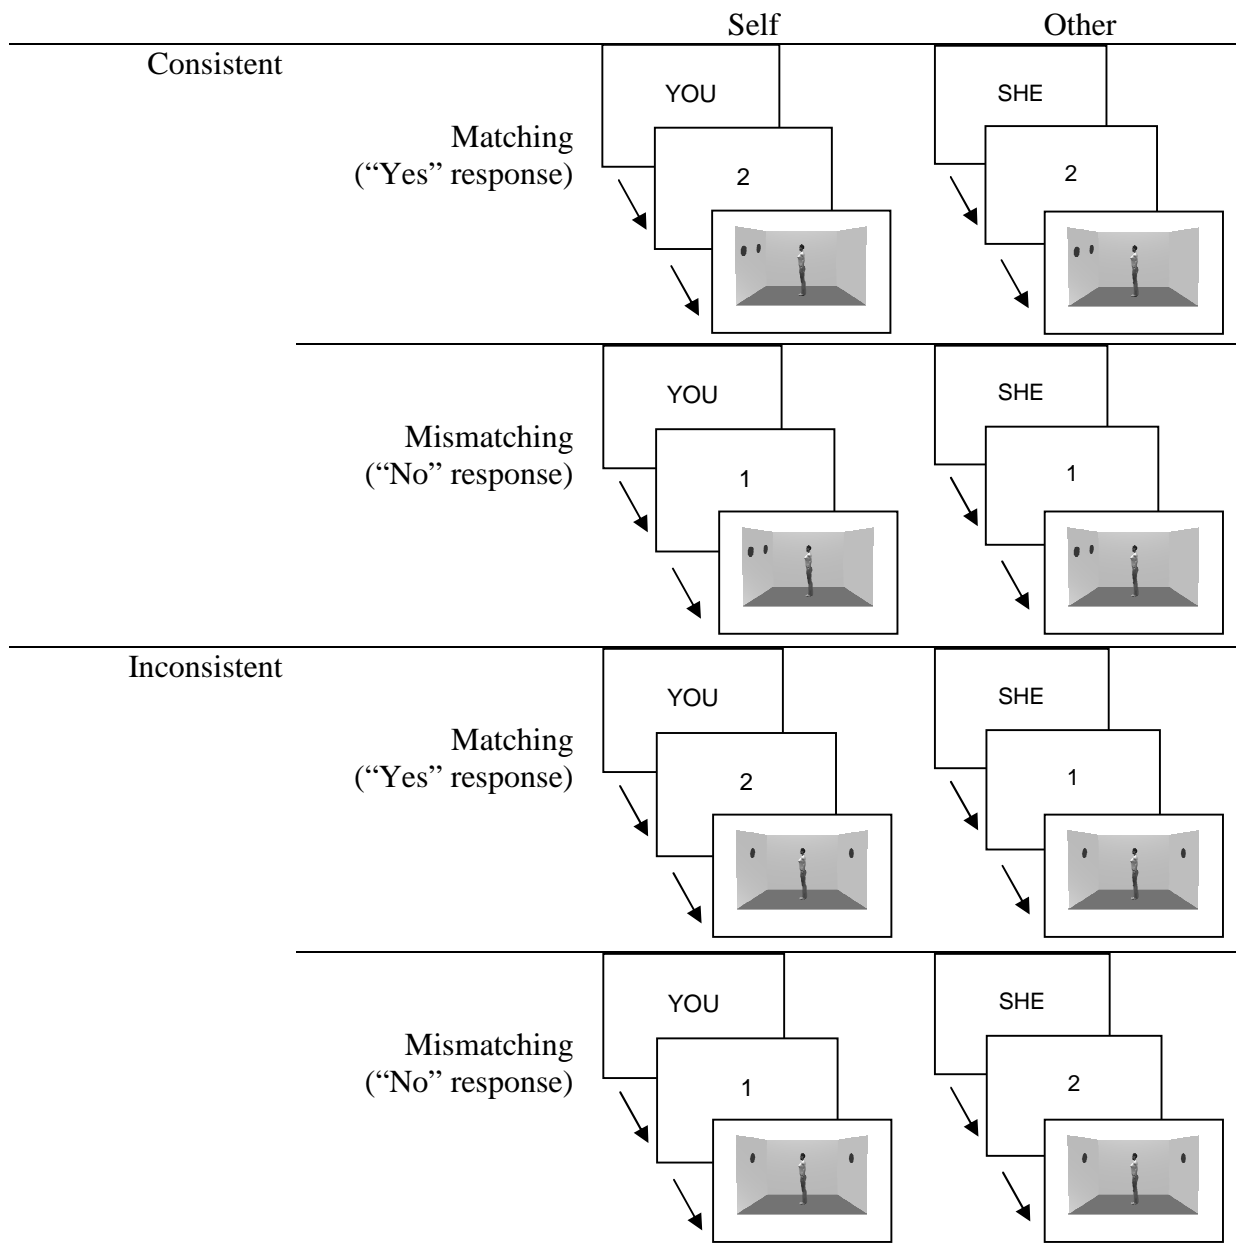 Self Other
Consistent
YOU SHE
Matching
(“Yes” response)
2 2
YOU SHE
Mismatching
(“No” response)
1 1
Inconsistent
YOU SHE
Matching
(“Yes” response)
2 1
YOU SHE
Mismatching
(“No” response)
1 2